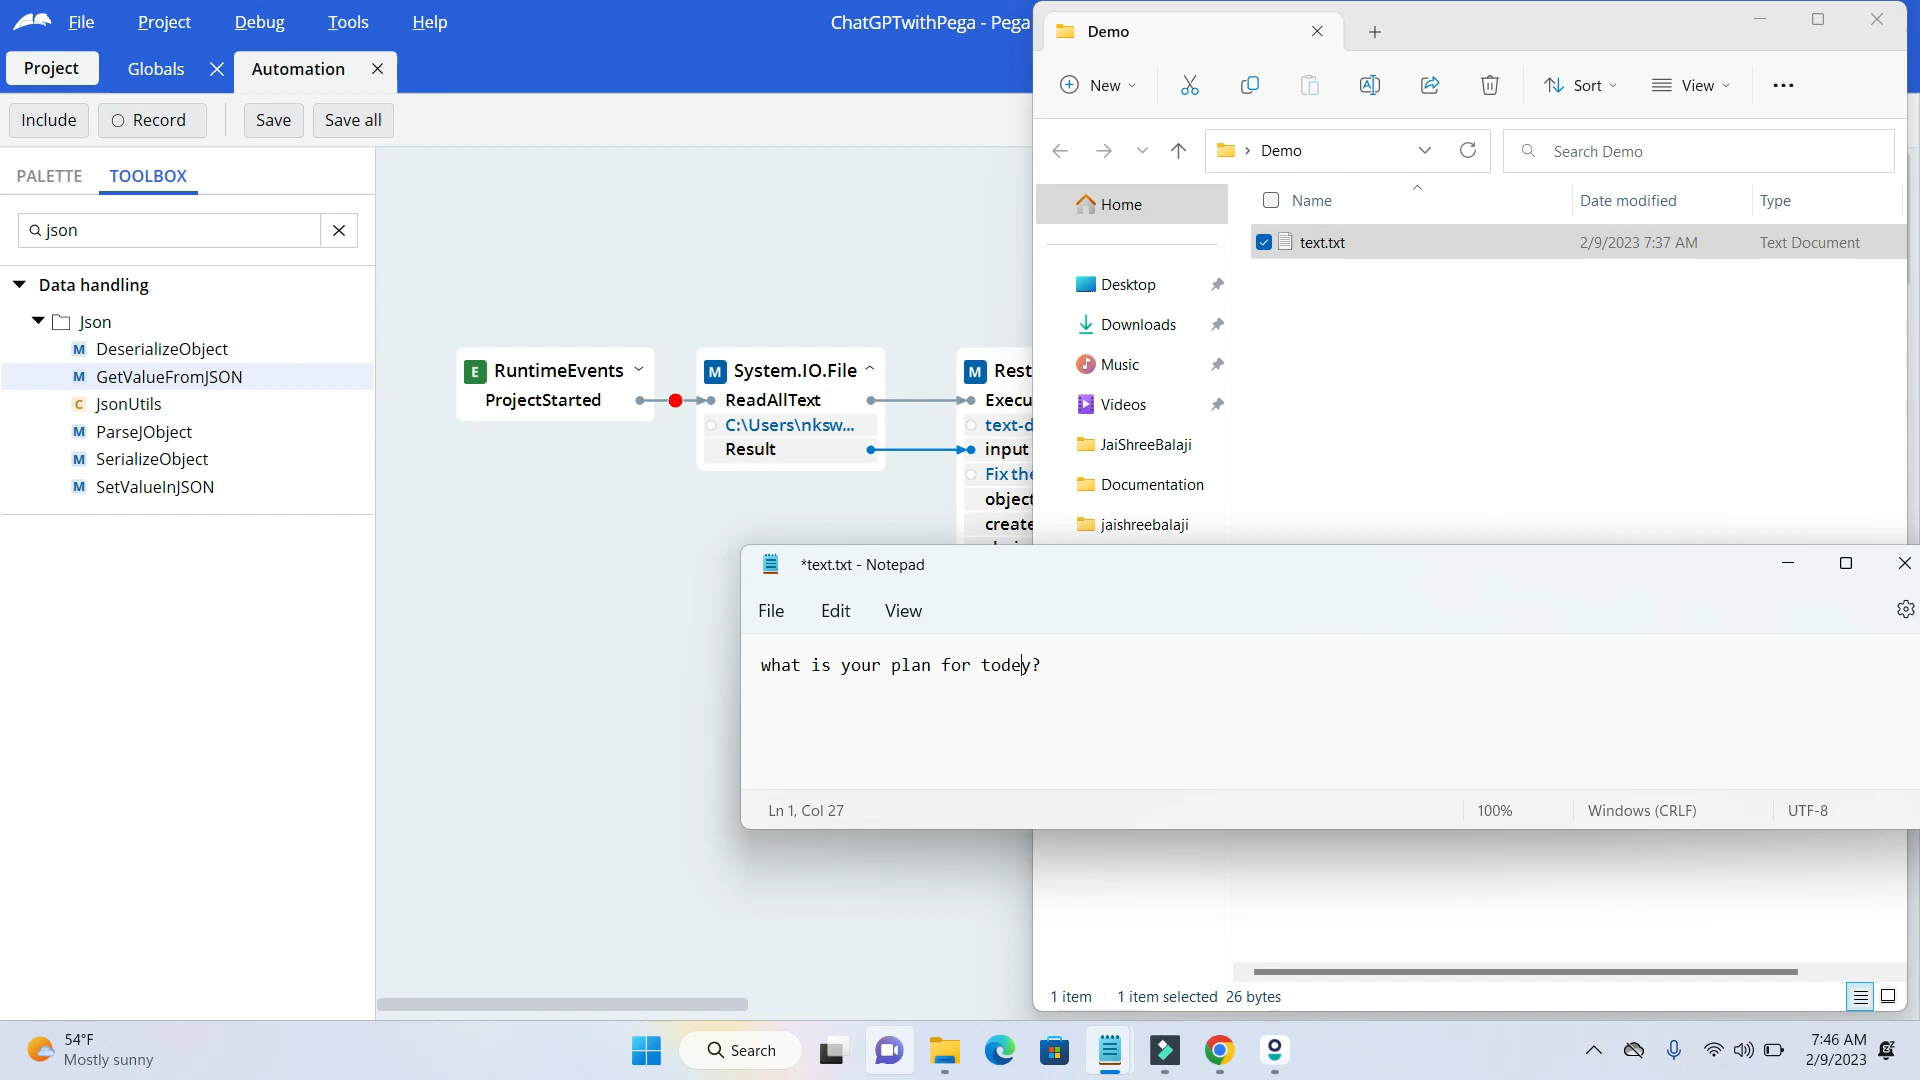 File Project Debug Tools Help
ChatGPTwithPega - Pega
Project Globals Automation
Include Record Save Save all
PALETTE TOOLBOX
json
Data handling
Json
M DeserializeObject
M GetValueFromJSON
C JsonUtils
M ParseJObject
M SerializeObject
M SetValueInJSON
E RuntimeEvents
ProjectStarted
M System.IO.File
ReadAllText
C:\Users\nksw...
Result
M Rest
Execu
text-d
input
Fix the
object
create
Demo
New Sort View
Demo
Search Demo
Name Date modified Type
text.txt 2/9/2023 7:37 AM Text Document
Home
Desktop
Downloads
Music
Videos
JaiShreeBalaji
Documentation
jaishreebalaji
*text.txt - Notepad
File Edit View
what is your plan for todey?
Ln 1, Col 27 100% Windows (CRLF) UTF-8
1 item 1 item selected 26 bytes
54°F
Mostly sunny
Search
7:46 AM
2/9/2023